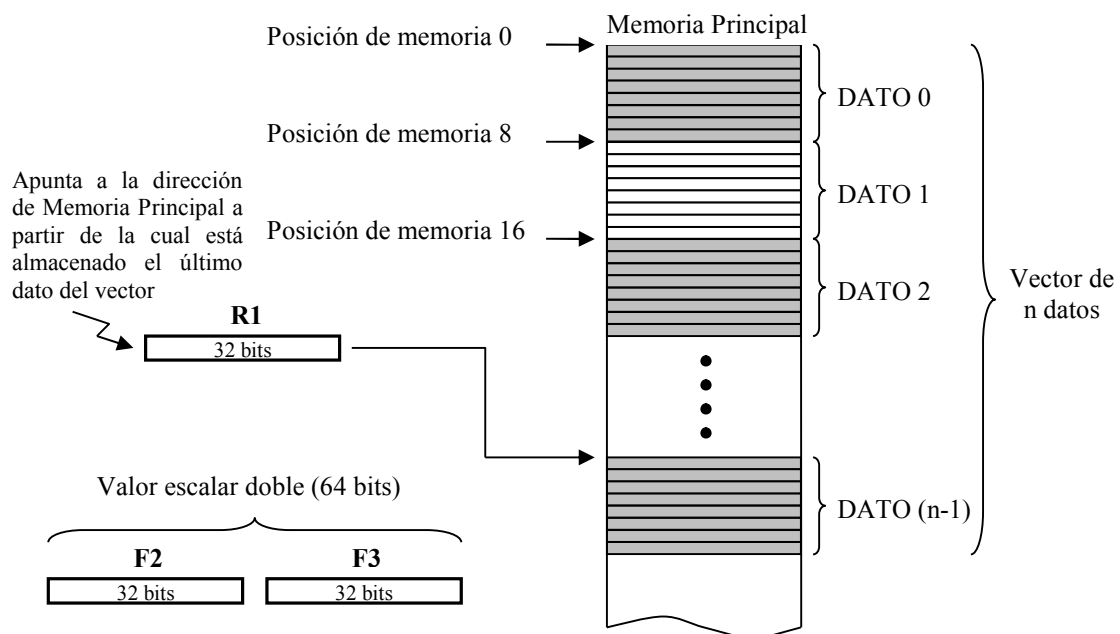 Memoria Principal
Posición de memoria 0
DATO 0
Posición de memoria 8
DATO 1
Apunta a la dirección
de Memoria Principal a
partir de la cual está
almacenado el último
dato del vector
Posición de memoria 16
DATO 2
Vector de
n datos
R1
32 bits
Valor escalar doble (64 bits)
DATO (n-1)
F2
F3
32 bits
32 bits